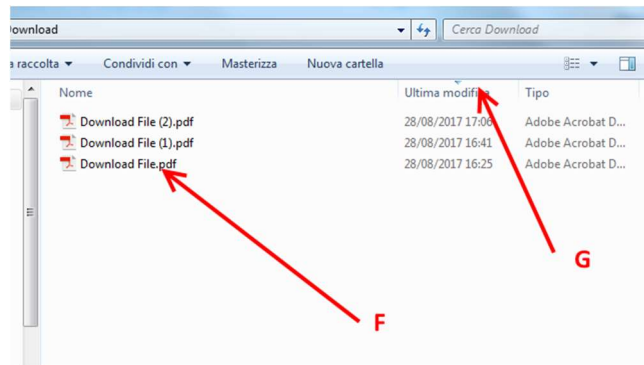 Download
Cerca Download
a raccolta
Condividi con
Masterizza
Nuova cartella
Nome
Ultima modifica
Tipo
Download File (2).pdf
28/08/2017 17:06
Adobe Acrobat D...
Download File (1).pdf
28/08/2017 16:41
Adobe Acrobat D...
Download File.pdf
28/08/2017 16:25
Adobe Acrobat D...
G
F